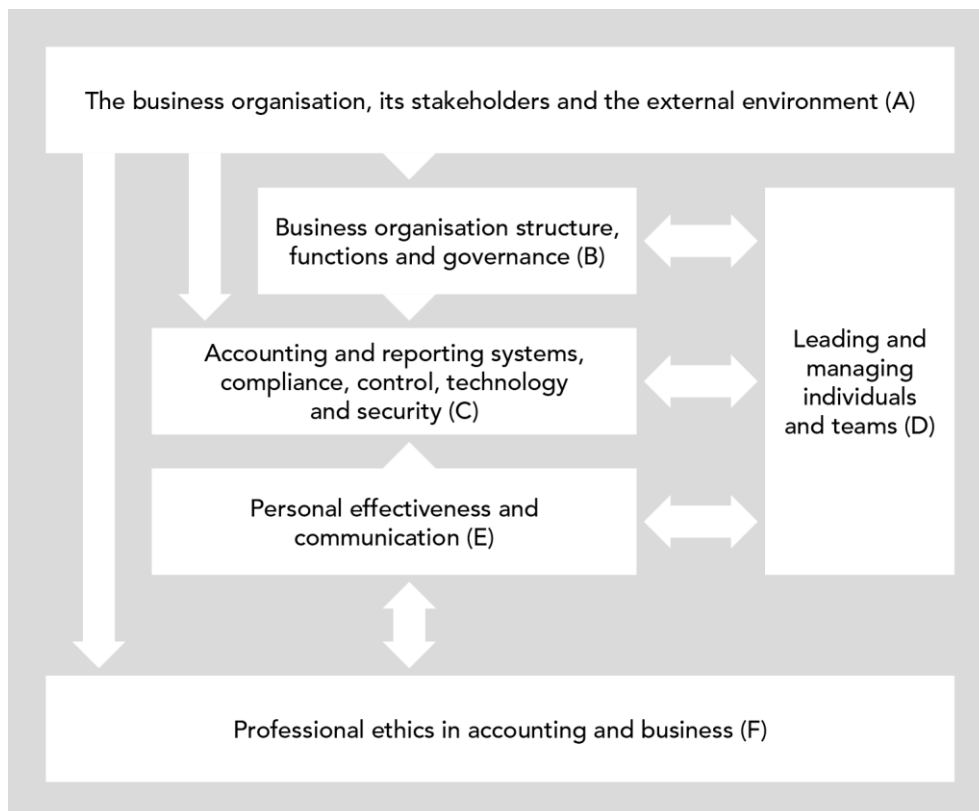 The business organisation, its stakeholders and the external environment (A)
Business organisation structure,
functions and governance (B)
Accounting and reporting systems,
compliance, control, technology
and security (C)
Leading and
managing
individuals
and teams (D)
Personal effectiveness and
communication (E)
Professional ethics in accounting and business (F)